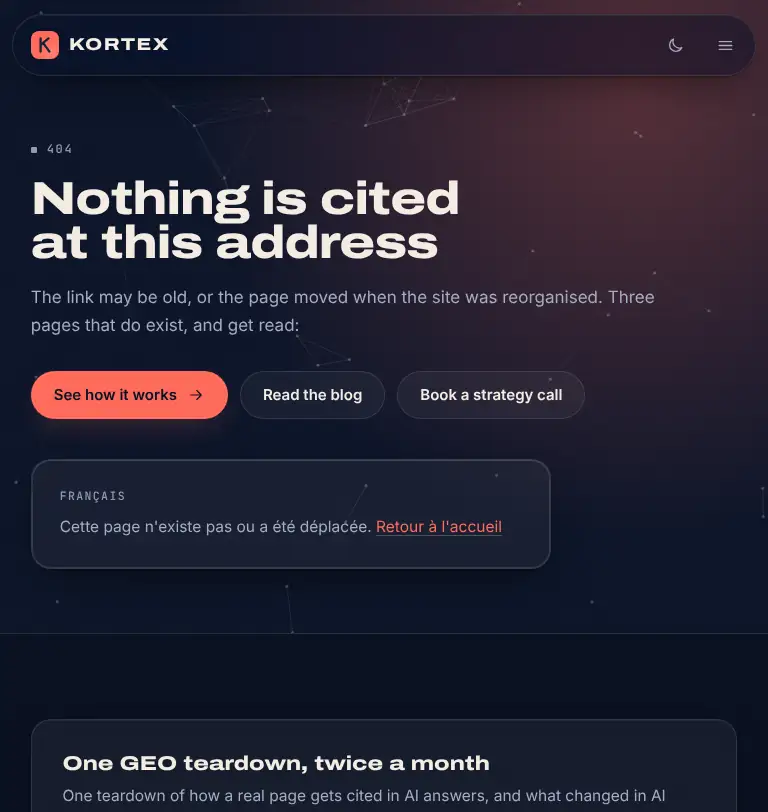 K KORTEX
404
Nothing is cited
at this address
The link may be old, or the page moved when the site was reorganised. Three
pages that do exist, and get read:
See how it works → Read the blog Book a strategy call
FRANÇAIS
Cette page n'existe pas ou a été déplacée. Retour à l'accueil
One GEO teardown, twice a month
One teardown of how a real page gets cited in AI answers, and what changed in AI